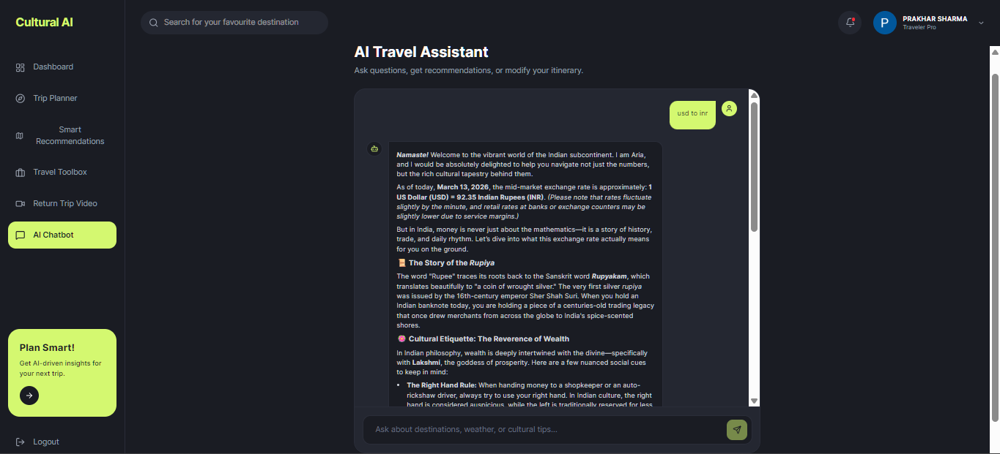 Cultural AI
Search for your favourite destination
P
PRAKHAR SHARMA
Traveler Pro
Dashboard
Trip Planner
Smart
Recommendations
Travel Toolbox
Return Trip Video
AI Chatbot
Plan Smart!
Get AI-driven insights for
your next trip.
Logout
AI Travel Assistant
Ask questions, get recommendations, or modify your itinerary.
usd to inr
Namaste! Welcome to the vibrant world of the Indian subcontinent. I am Aria,
and I would be absolutely delighted to help you navigate not just the numbers,
but the rich cultural tapestry behind them.
As of today, March 13, 2026, the mid-market exchange rate is approximately: 1
US Dollar (USD) = 92.35 Indian Rupees (INR). (Please note that rates fluctuate
slightly by the minute, and retail rates at banks or exchange counters may be
slightly lower due to service margins.)
But in India, money is never just about the mathematics—it is a story of history,
trade, and daily rhythm. Let's dive into what this exchange rate actually means
for you on the ground.
📜 The Story of the Rupiya
The word "Rupee" traces its roots back to the Sanskrit word Rupyakam, which
translates beautifully to "a coin of wrought silver." The very first silver rupiya
was issued by the 16th-century emperor Sher Shah Suri. When you hold an
Indian banknote today, you are holding a piece of a centuries-old trading legacy
that once drew merchants from across the globe to India's spice-scented
shores.
🌺 Cultural Etiquette: The Reverence of Wealth
In Indian philosophy, wealth is deeply intertwined with the divine—specifically
with Lakshmi, the goddess of prosperity. Here are a few nuanced social cues
to keep in mind:
• The Right Hand Rule: When handing money to a shopkeeper or an auto-
rickshaw driver, always try to use your right hand. In Indian culture, the right
hand is considered auspicious, while the left is traditionally reserved for less
Ask about destinations, weather, or cultural tips...